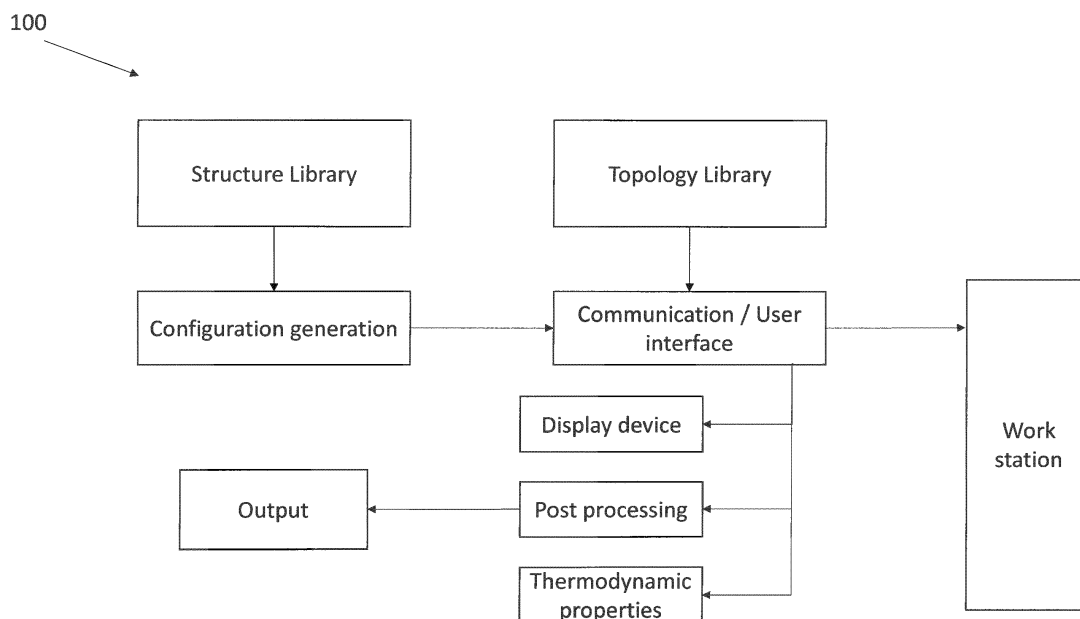 100
Structure Library
Topology Library
Configuration generation
Communication / User
interface
Display device
Work
station
Output
Post processing
Thermodynamic
properties